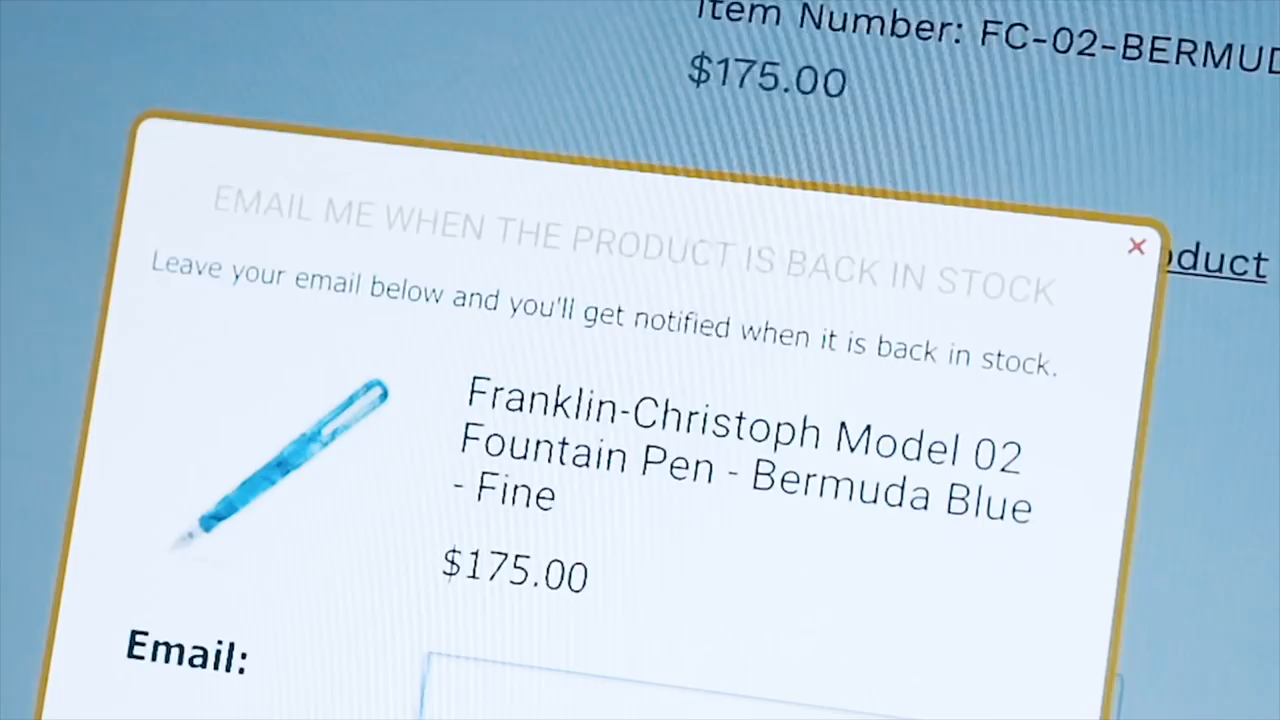 Item Number: FC-02-BERMUD
$175.00
oduct
EMAIL ME WHEN THE PRODUCT IS BACK IN STOCK
Leave your email below and you'll get notified when it is back in stock.
Franklin-Christoph Model 02
Fountain Pen - Bermuda Blue
- Fine
$175.00
Email: